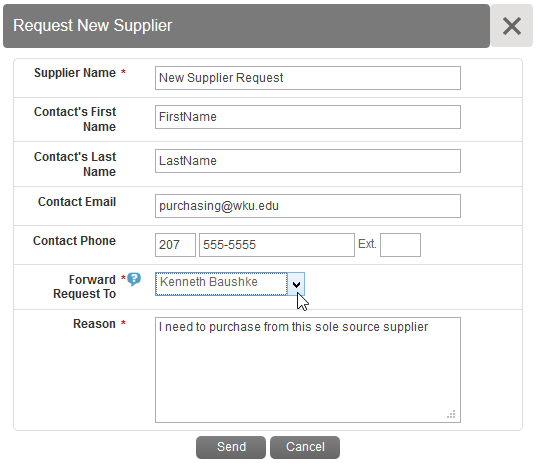 Request New Supplier
Supplier Name * New Supplier Request
Contact's First
Name
FirstName
Contact's Last
Name
LastName
Contact Email purchasing@wku.edu
Contact Phone 207 555-5555 Ext.
Forward * ?
Request To
Kenneth Baushke
Reason * I need to purchase from this sole source supplier
Send Cancel